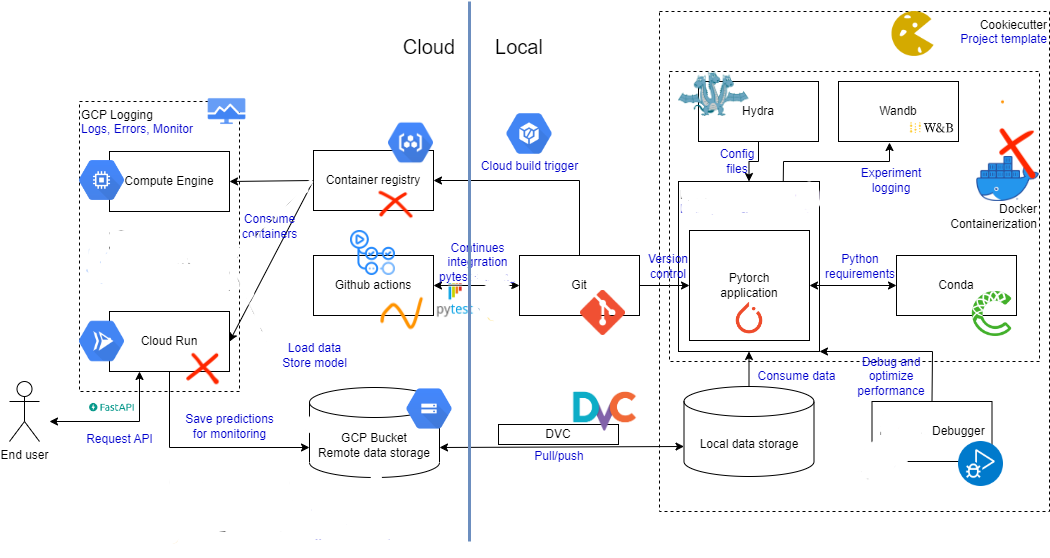 Cookiecutter
Project template
Cloud
Local
GCP Logging
Logs, Errors, Monitor
Hydra
Wandb
W&B
Compute Engine
Container registry
Cloud build trigger
Config
files
Experiment
logging
Docker
Containerization
Consume
containers
Continues
integrration
pytes
pytest
Github actions
Git
Version
control
Pytorch
application
Python
requirements
Conda
Cloud Run
Load data
Store model
Consume data
Debug and
optimize
performance
FastAPI
Request API
End user
Save predictions
for monitoring
GCP Bucket
Remote data storage
DVC
DVC
Pull/push
Local data storage
Debugger